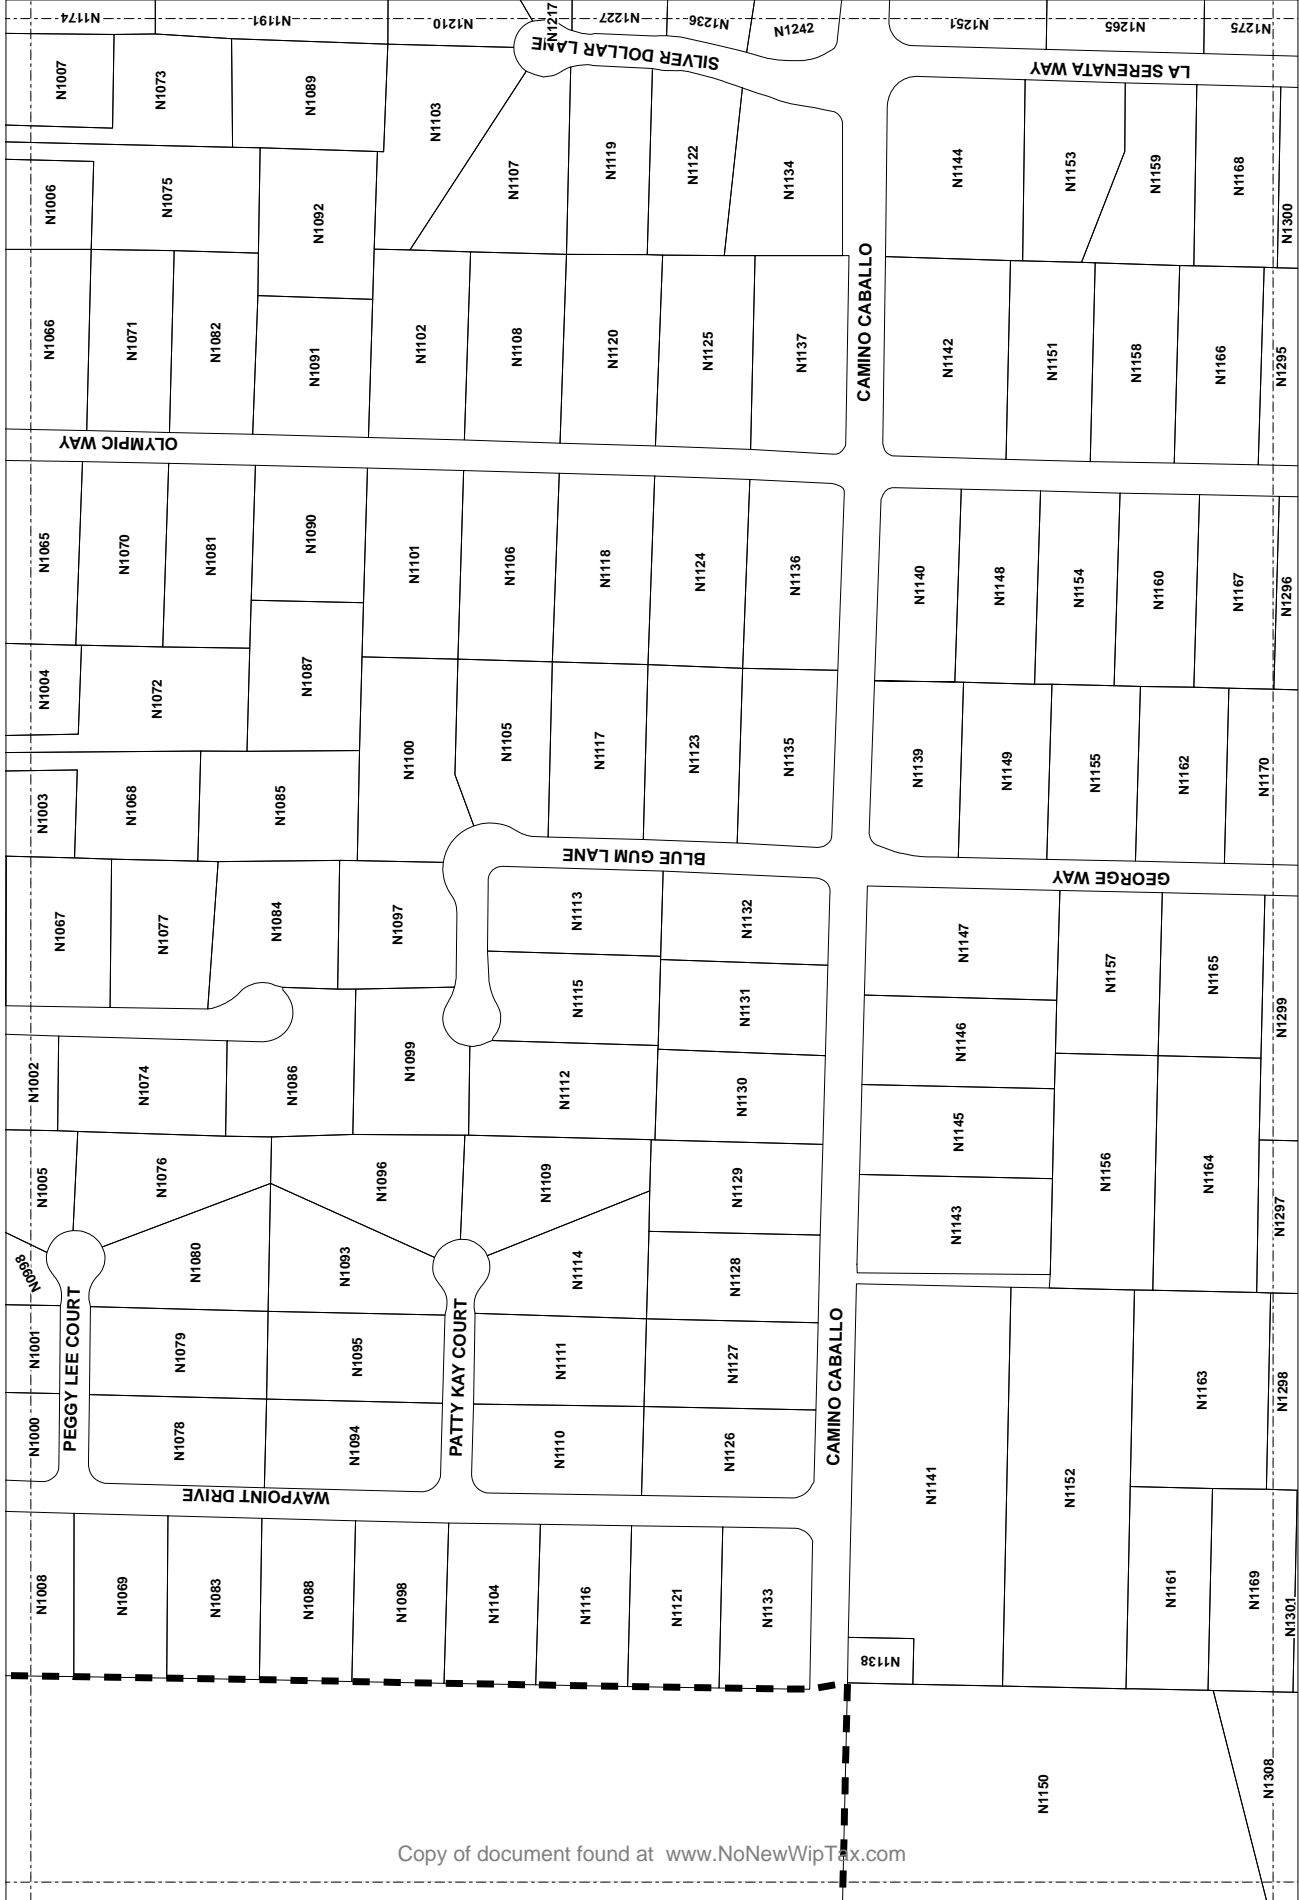 N1174
N1191
N1210
N1217
N1227
N1236
N1242
N1251
N1265
N1275
SILVER DOLLAR LANE
LA SERENATA WAY
N1007
N1073
N1089
N1103
N1107
N1119
N1122
N1134
N1144
N1153
N1159
N1168
N1300
N1006
N1075
N1092
CAMINO CABALLO
N1066
N1071
N1082
N1091
N1102
N1108
N1120
N1125
N1137
N1142
N1151
N1158
N1166
N1295
OLYMPIC WAY
N1065
N1070
N1081
N1090
N1101
N1106
N1118
N1124
N1136
N1140
N1148
N1154
N1160
N1167
N1296
N1004
N1072
N1087
N1100
N1105
N1117
N1123
N1135
N1139
N1149
N1155
N1162
N1170
N1003
N1068
N1085
BLUE GUM LANE
GEORGE WAY
N1067
N1077
N1084
N1097
N1113
N1132
N1147
N1157
N1165
N1115
N1131
N1146
N1299
N1002
N1074
N1086
N1099
N1112
N1130
N1145
N1156
N1164
N1005
N1076
N1096
N1109
N1129
N1143
N1297
N0998
N1080
N1093
N1114
N1128
PEGGY LEE COURT
PATTY KAY COURT
CAMINO CABALLO
N1001
N1079
N1095
N1111
N1127
N1163
N1298
N1000
N1078
N1094
N1110
N1126
N1141
N1152
WAYPOINT DRIVE
N1008
N1069
N1083
N1088
N1098
N1104
N1116
N1121
N1133
N1161
N1169
N1301
N1138
N1150
N1308
Copy of document found at www.NoNewWipTax.com